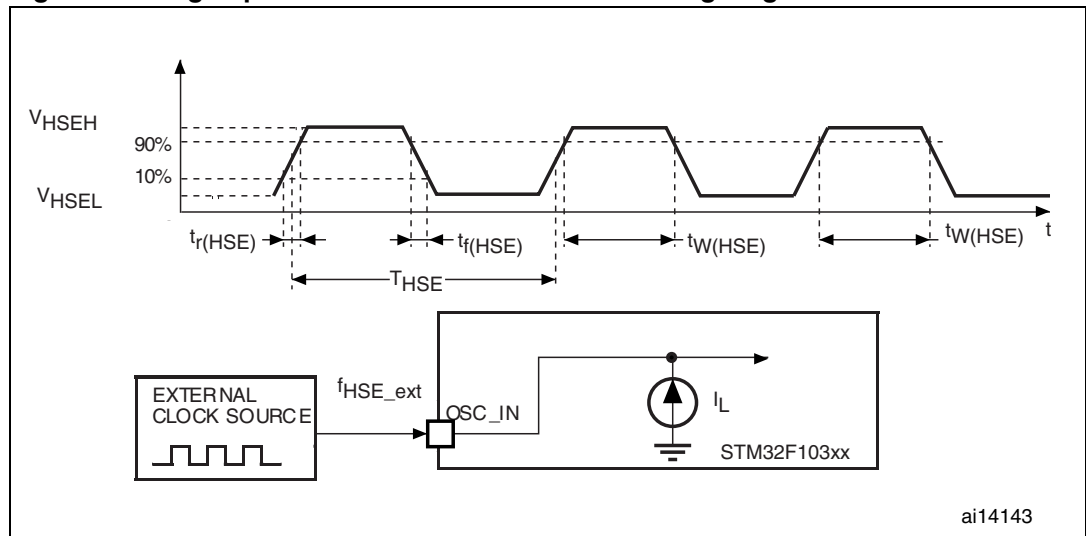 VHSEH
90%
10%
VHSEL
tr(HSE)
tf(HSE)
tW(HSE)
tW(HSE)
t
THSE
EXTERNAL
CLOCK SOURCE
fHSE_ext
OSC_IN
IL
STM32F103xx
ai14143